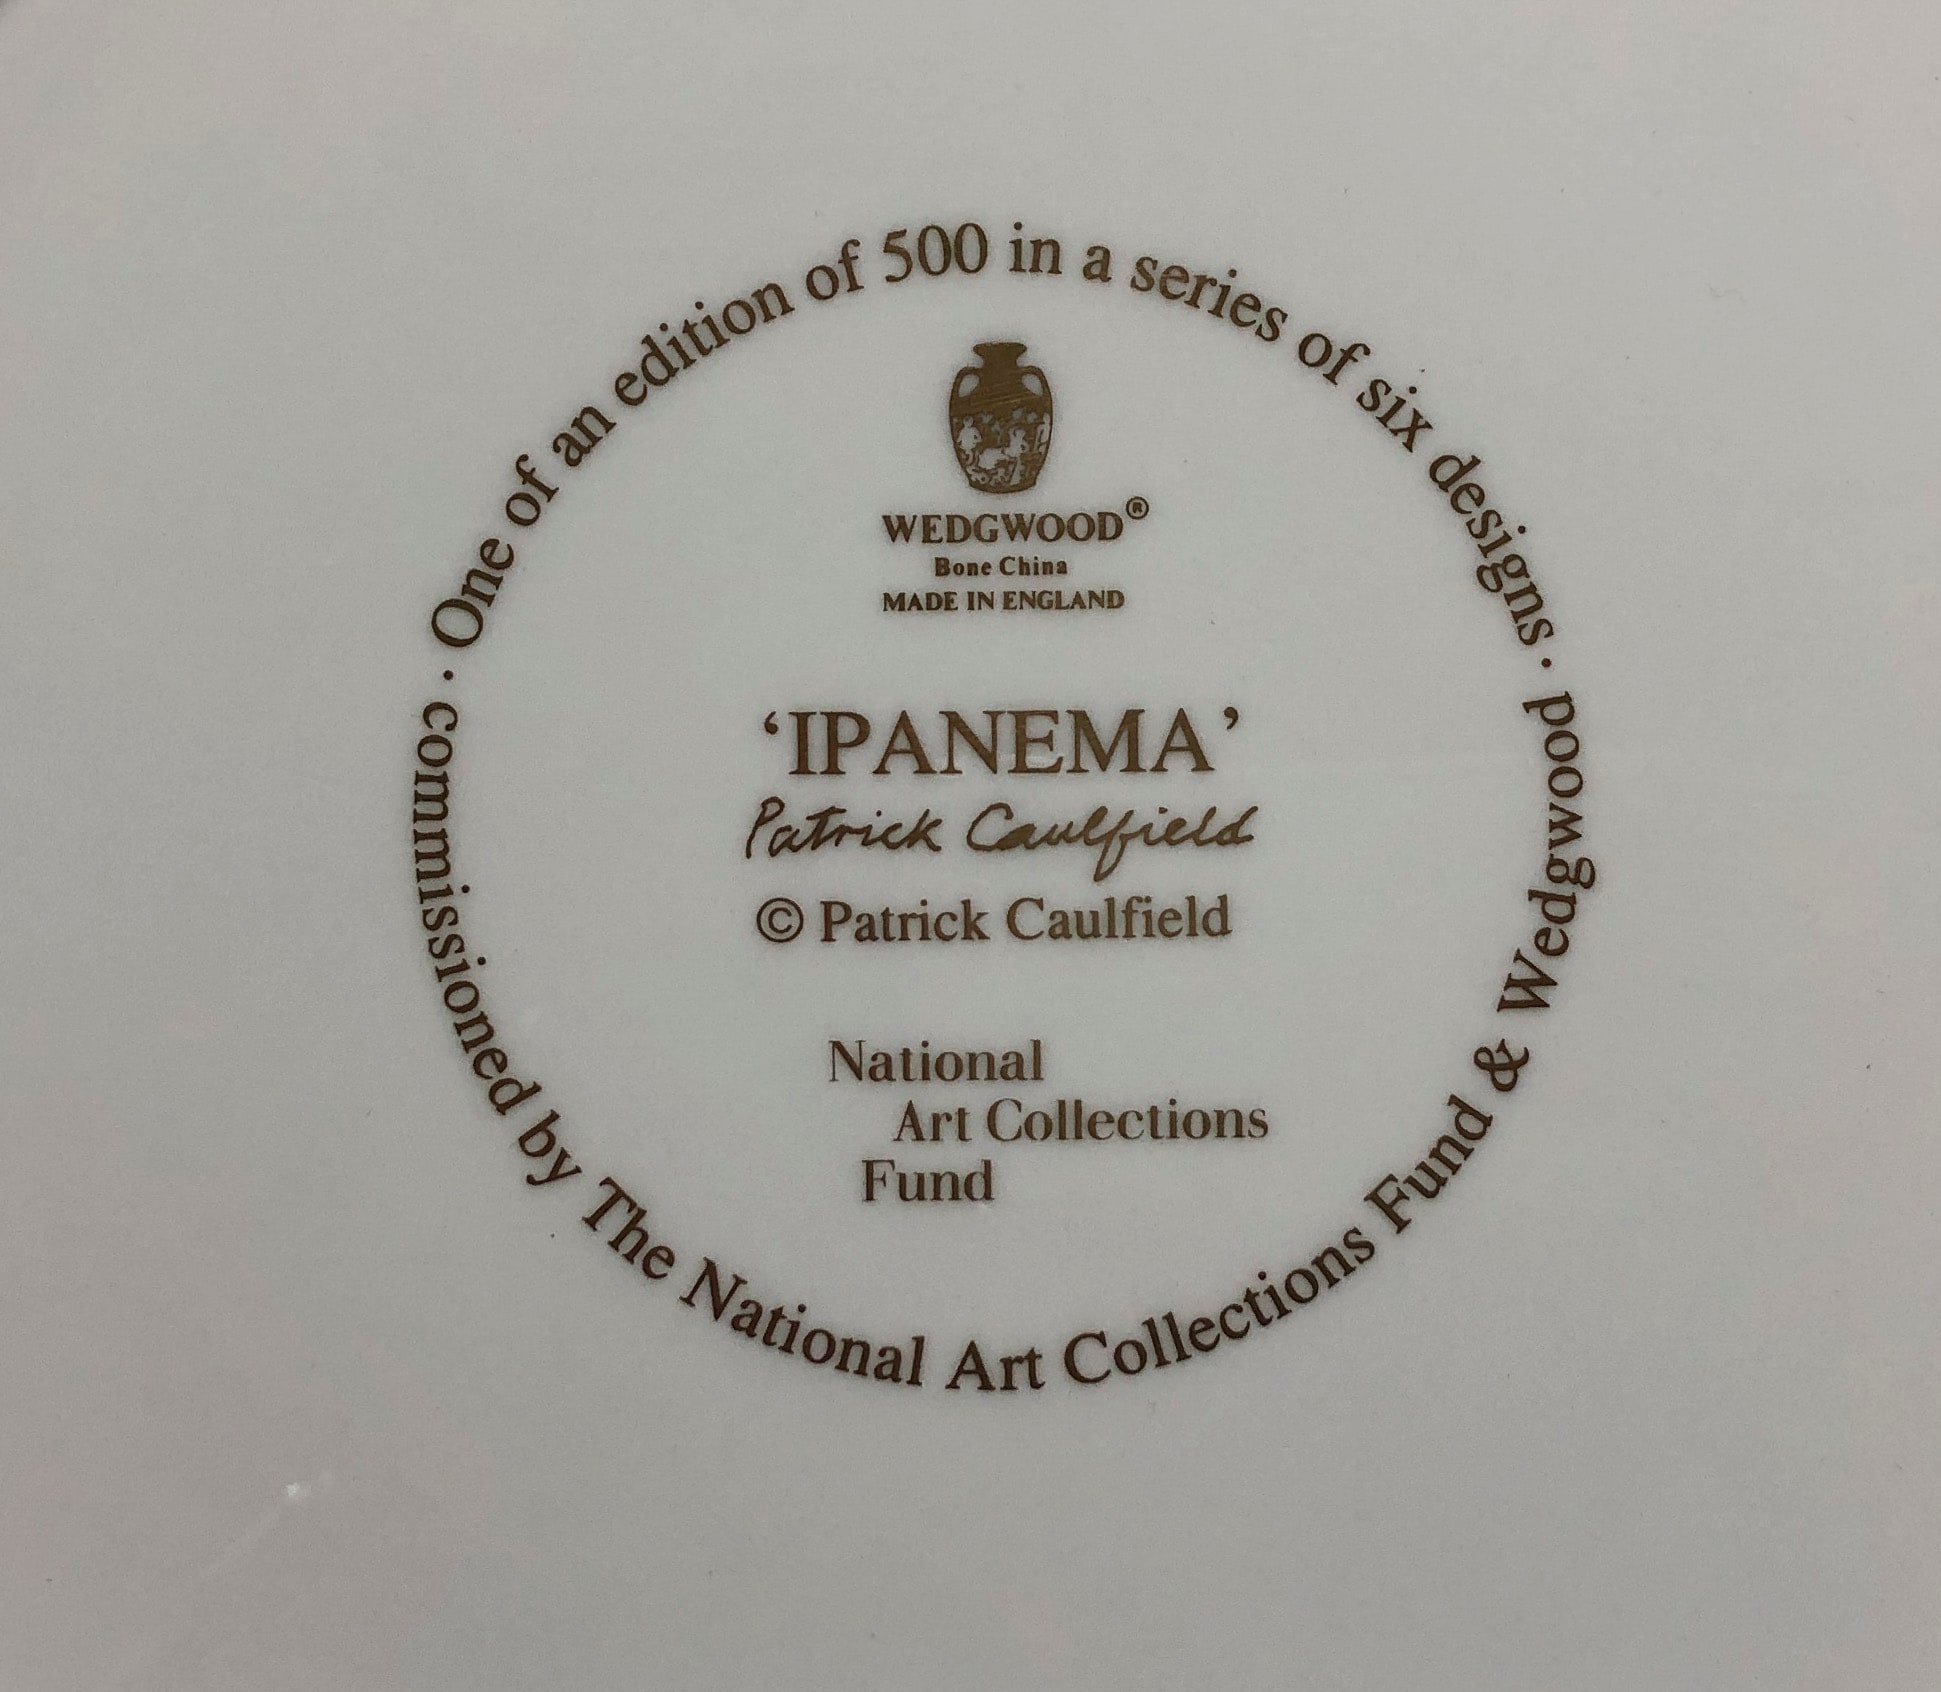 One of an edition of 500 in a series of six designs ·
commissioned by The National Art Collections Fund & Wedgwood ·
WEDGWOOD®
Bone China
MADE IN ENGLAND
‘IPANEMA’
Patrick Caulfield
© Patrick Caulfield
National
Art Collections
Fund